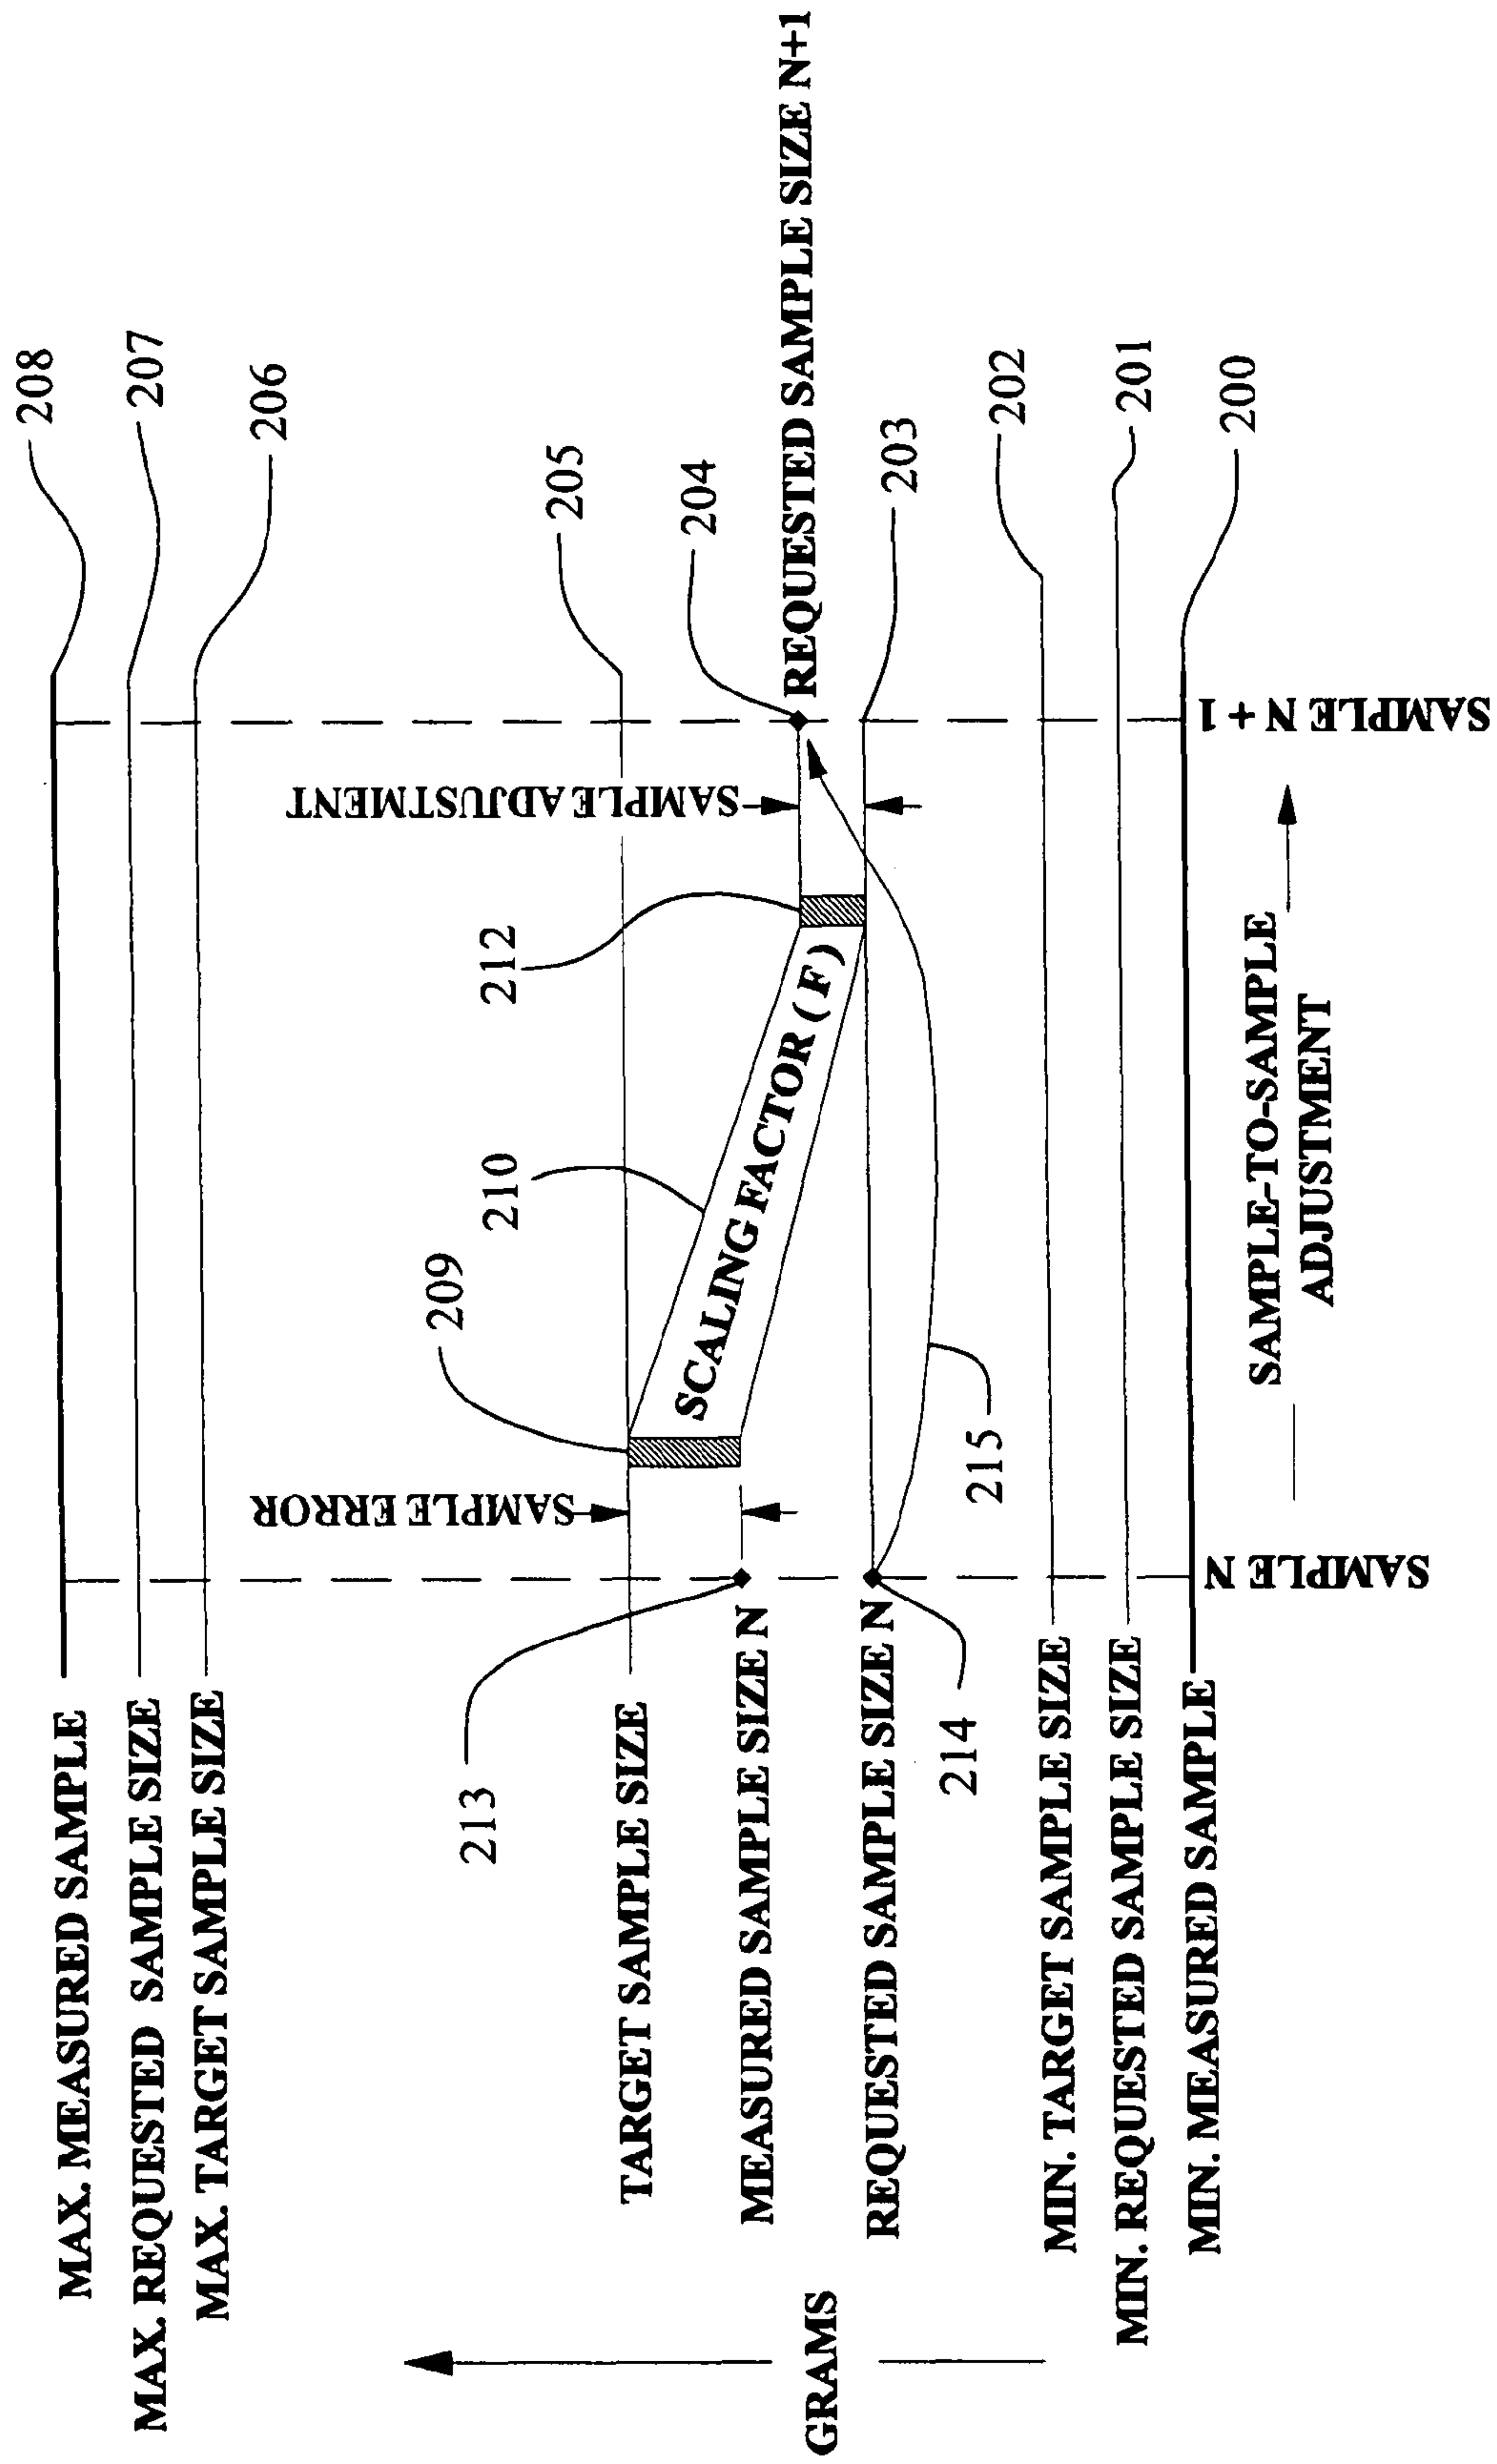 208
207
206
205
204
REQUESTED SAMPLE SIZE N+1
203
202
201
200
SAMPLE ADJUSTMENT
212
210
209
SCALING FACTOR (F)
SAMPLE ERROR
213
214
215
MAX. MEASURED SAMPLE
MAX. REQUESTED SAMPLE SIZE
MAX. TARGET SAMPLE SIZE
TARGET SAMPLE SIZE
MEASURED SAMPLE SIZE N
REQUESTED SAMPLE SIZE N
MIN. TARGET SAMPLE SIZE
MIN. REQUESTED SAMPLE SIZE
MIN. MEASURED SAMPLE
SAMPLE N
SAMPLE N + 1
SAMPLE-TO-SAMPLE
ADJUSTMENT
GRAMS